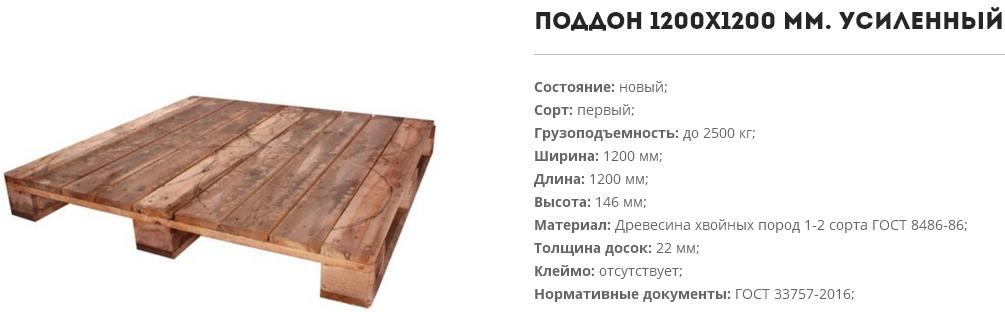 ПОДДОН 1200Х1200 ММ. УСИЛЕННЫЙ
Состояние: новый;
Сорт: первый;
Грузоподъемность: до 2500 кг;
Ширина: 1200 мм;
Длина: 1200 мм;
Высота: 146 мм;
Материал: Древесина хвойных пород 1-2 сорта ГОСТ 8486-86;
Толщина досок: 22 мм;
Клеймо: отсутствует;
Нормативные документы: ГОСТ 33757-2016;